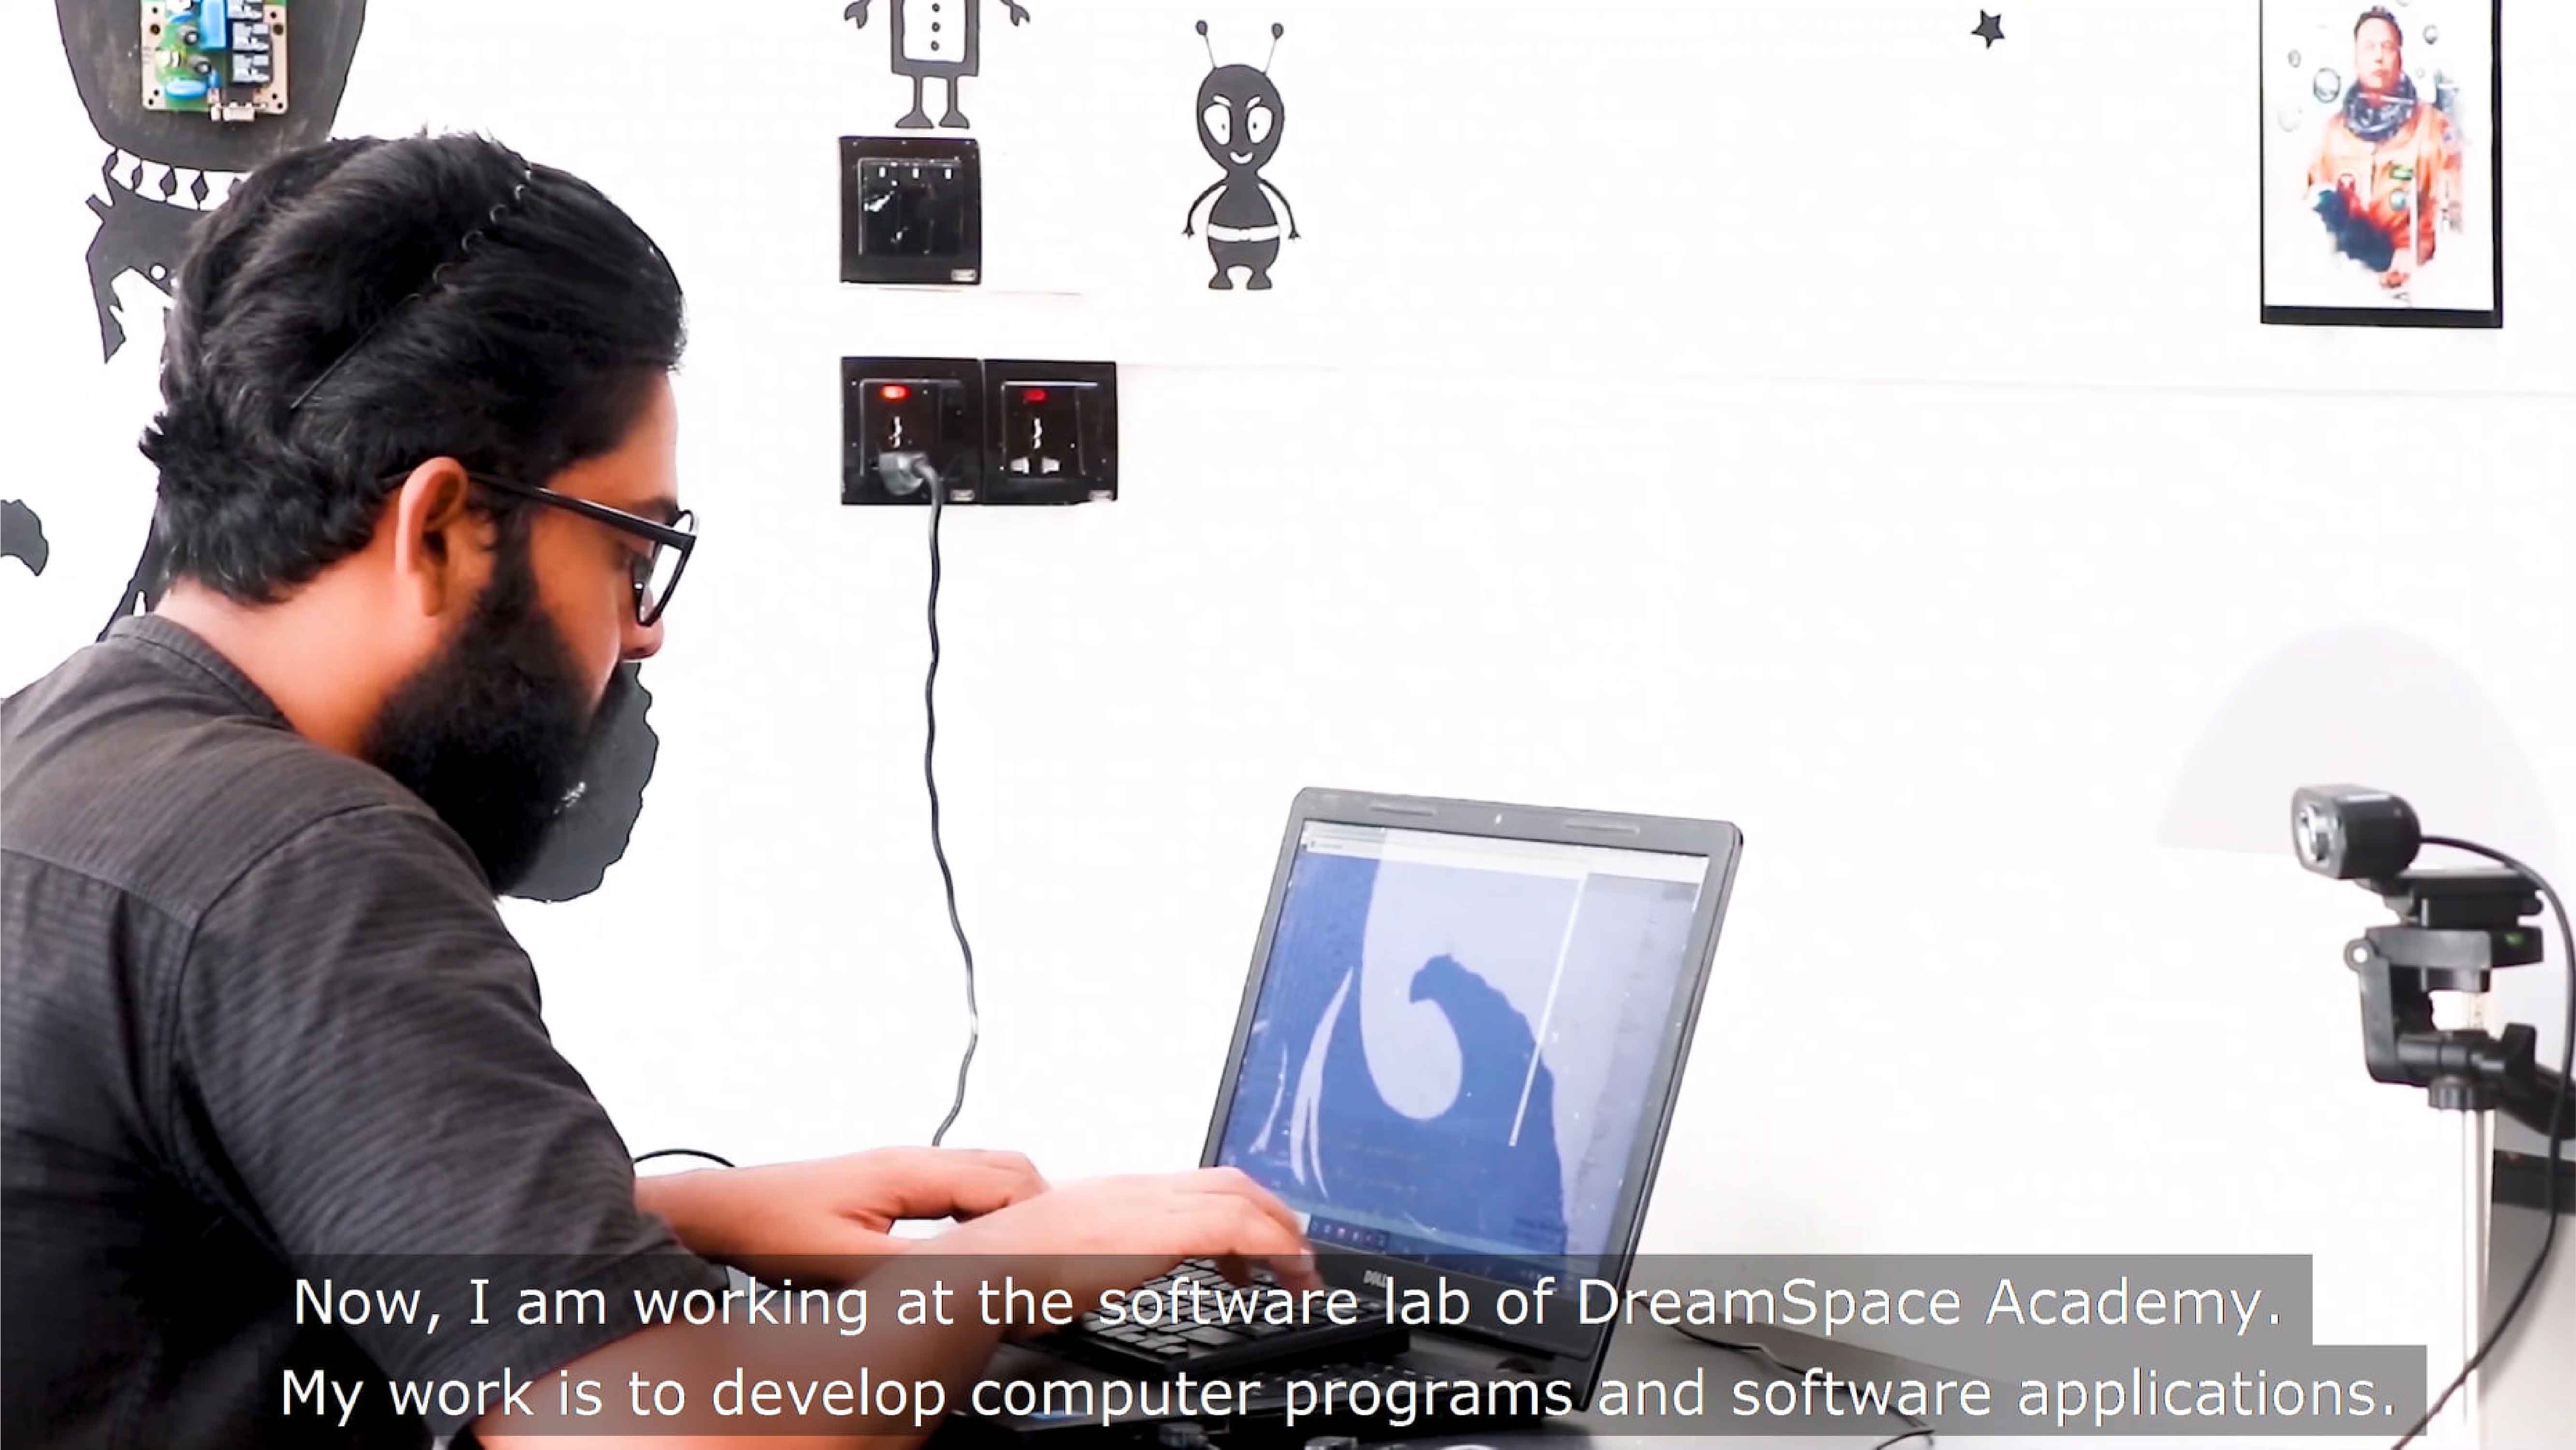 Now, I am working at the software lab of DreamSpace Academy.
My work is to develop computer programs and software applications.